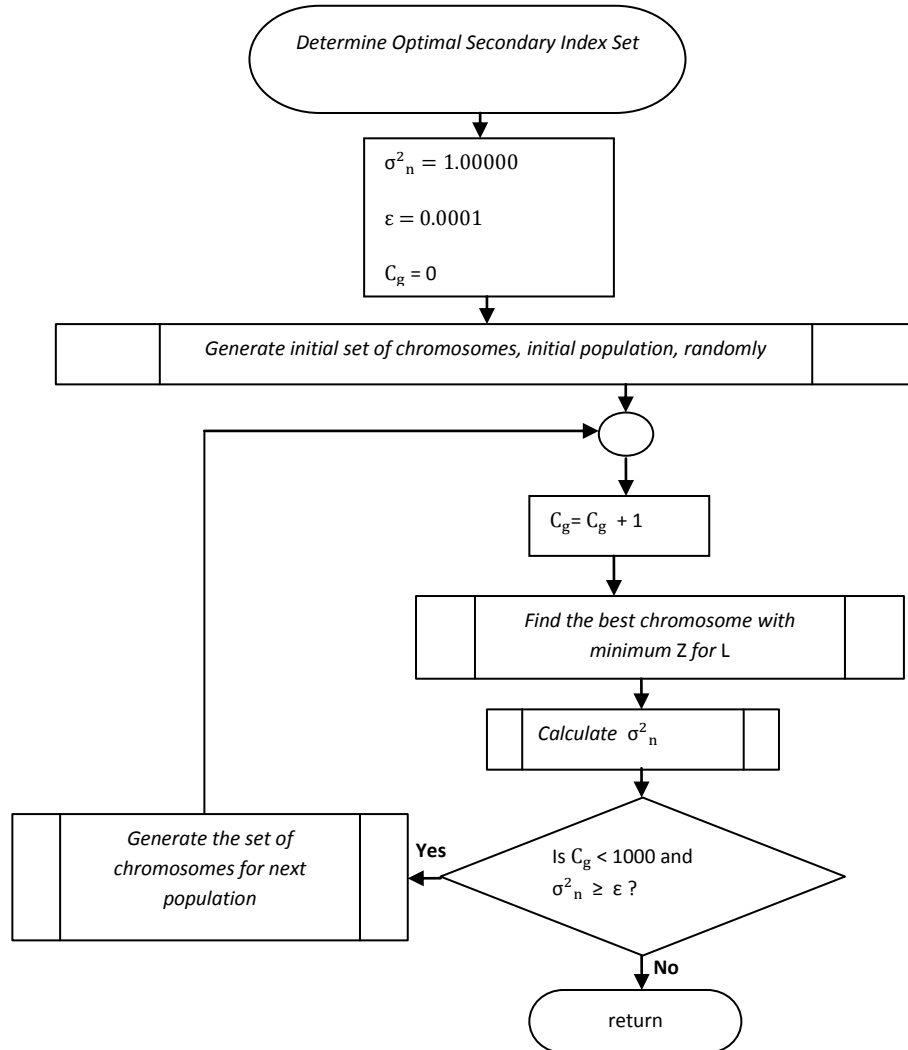 Determine Optimal Secondary Index Set
σ²ₙ = 1.00000
ε = 0.0001
C_g = 0
Generate initial set of chromosomes, initial population, randomly
C_g= C_g + 1
Find the best chromosome with
minimum Z for L
Calculate σ²ₙ
Generate the set of
chromosomes for next
population
Yes
Is C_g < 1000 and
σ²ₙ ≥ ε ?
No
return